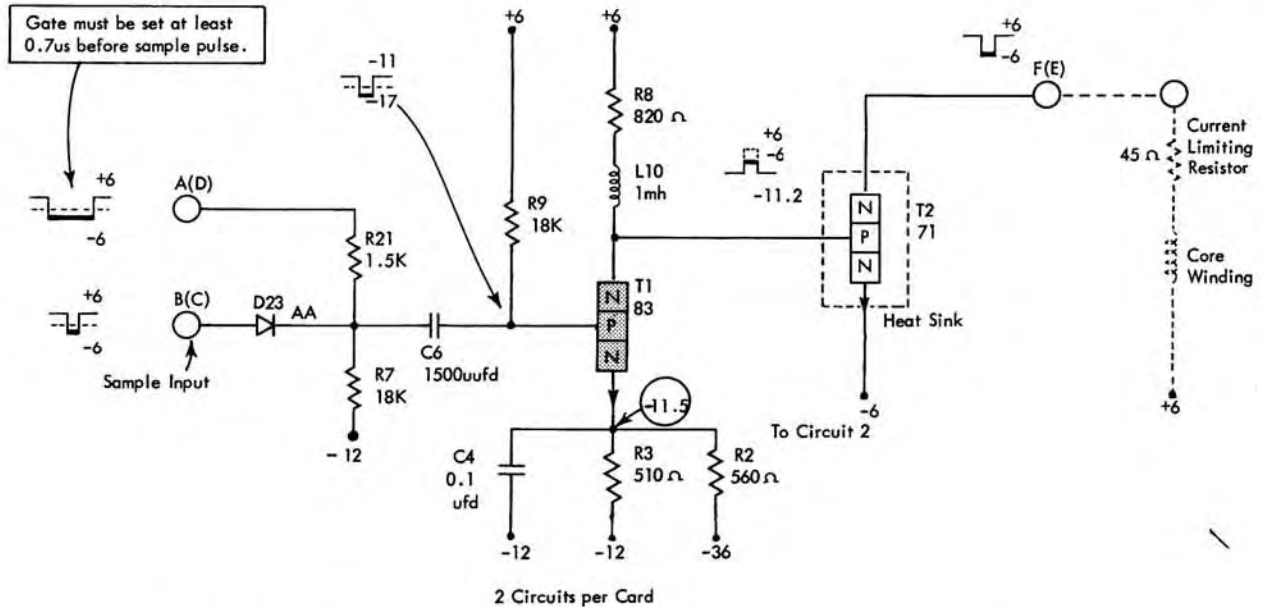 Gate must be set at least
0.7us before sample pulse.
+6
-6
A(D)
R21
1.5K
+6
-6
B(C)
D23
AA
Sample Input
R7
18K
-12
C6
1500uufd
-11
-17
+6
R9
18K
+6
R8
820 Ω
L10
1mh
T1
83
N
P
N
-11.5
C4
0.1
ufd
-12
R3
510 Ω
-12
R2
560 Ω
-36
+6
-6
-11.2
N
P
N
T2
71
Heat Sink
-6
To Circuit 2
+6
-6
F(E)
45 Ω
Current
Limiting
Resistor
Core
Winding
+6
2 Circuits per Card